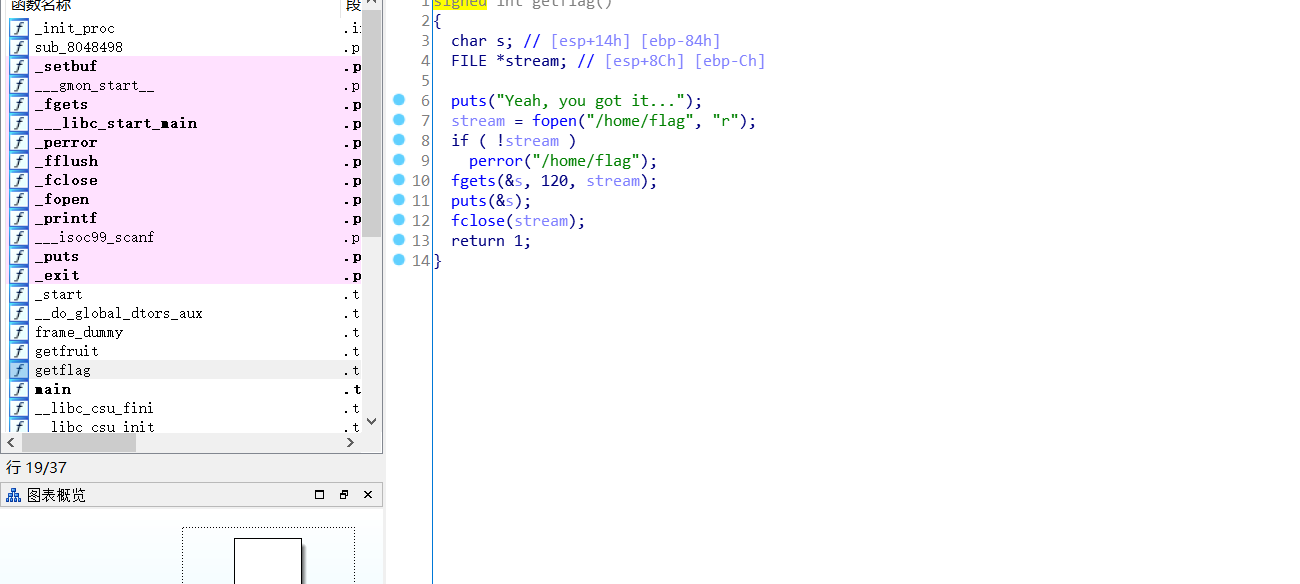 函数名称 段
_init_proc .i
sub_8048498 .p
_setbuf .p
___gmon_start__ .p
_fgets .p
___libc_start_main .p
_perror .p
_fflush .p
_fclose .p
_fopen .p
_printf .p
___isoc99_scanf .p
_puts .p
_exit .p
_start .t
__do_global_dtors_aux .t
frame_dummy .t
getfruit .t
getflag .t
main .t
__libc_csu_fini .t
__libc_csu_init .t
行 19/37
图表概览
1 signed int getflag()
2 {
3 char s; // [esp+14h] [ebp-84h]
4 FILE *stream; // [esp+8Ch] [ebp-Ch]
5
6 puts("Yeah, you got it...");
7 stream = fopen("/home/flag", "r");
8 if ( !stream )
9 perror("/home/flag");
10 fgets(&s, 120, stream);
11 puts(&s);
12 fclose(stream);
13 return 1;
14 }